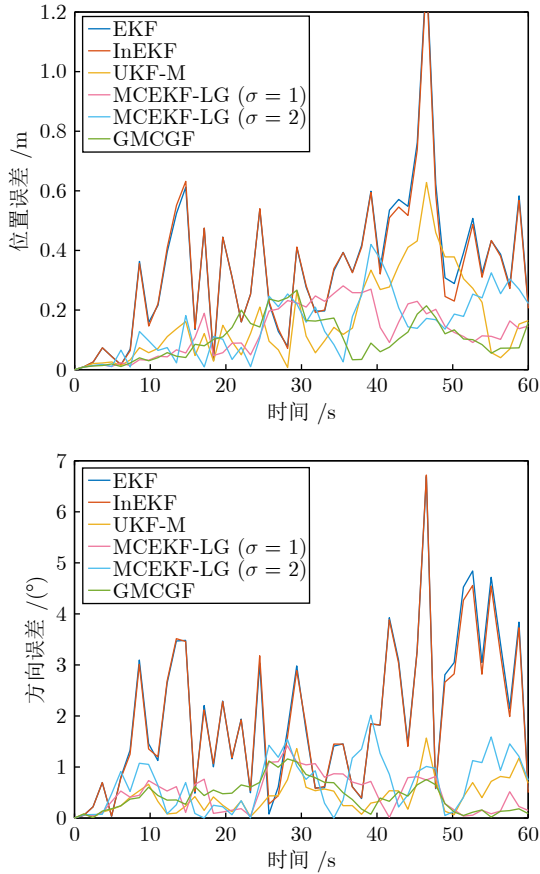 1.2
1.0
0.8
0.6
0.4
0.2
0
位置误差 /m
EKF
InEKF
UKF-M
MCEKF-LG (σ = 1)
MCEKF-LG (σ = 2)
GMCGF
0 10 20 30 40 50 60
时间 /s
7
6
5
4
3
2
1
0
方向误差 /(°)
EKF
InEKF
UKF-M
MCEKF-LG (σ = 1)
MCEKF-LG (σ = 2)
GMCGF
0 10 20 30 40 50 60
时间 /s